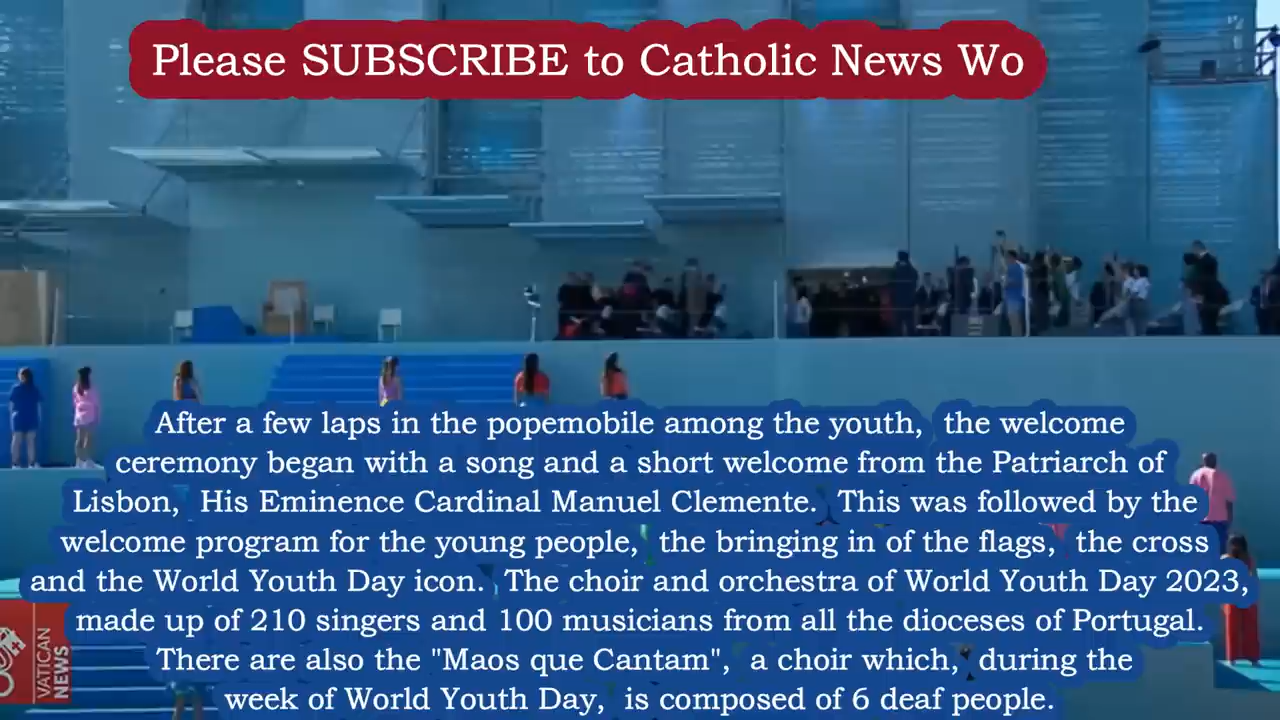 Please SUBSCRIBE to Catholic News Wo
After a few laps in the popemobile among the youth, the welcome
ceremony began with a song and a short welcome from the Patriarch of
Lisbon, His Eminence Cardinal Manuel Clemente. This was followed by the
welcome program for the young people, the bringing in of the flags, the cross
and the World Youth Day icon. The choir and orchestra of World Youth Day 2023,
made up of 210 singers and 100 musicians from all the dioceses of Portugal.
There are also the "Maos que Cantam", a choir which, during the
week of World Youth Day, is composed of 6 deaf people.
VATICAN
NEWS